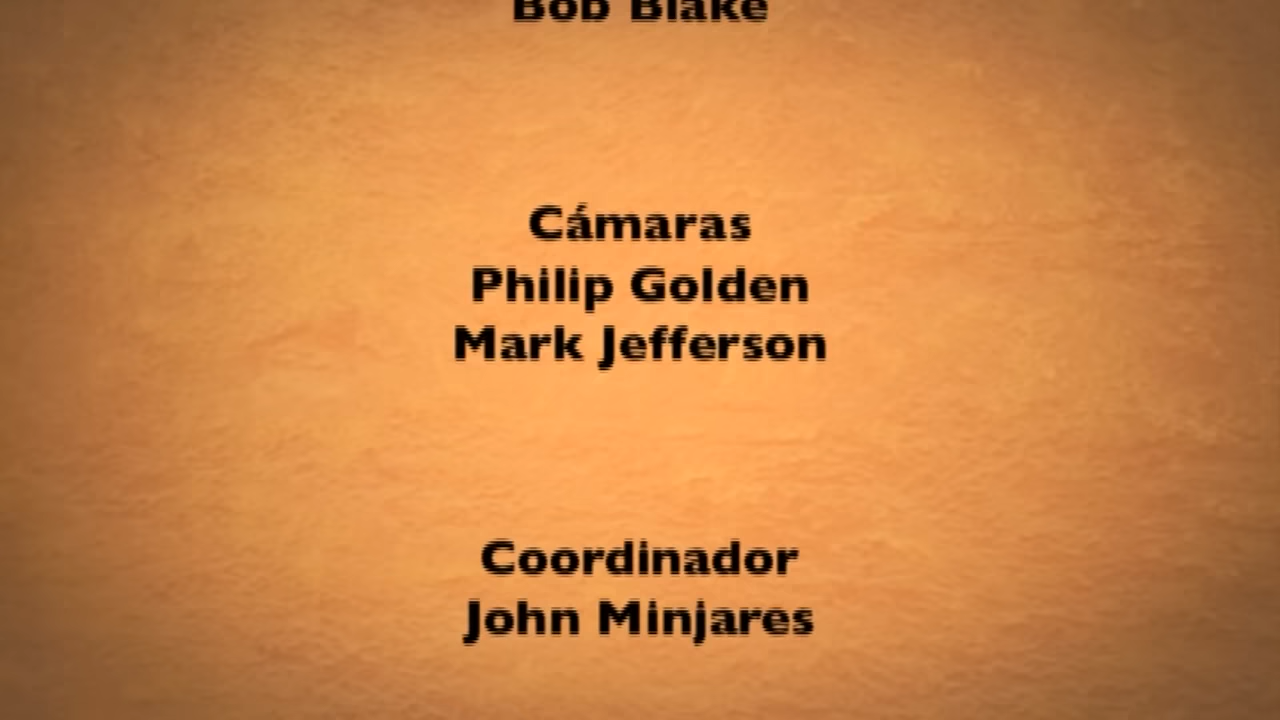 Bob Blake
Cámaras
Philip Golden
Mark Jefferson
Coordinador
John Minjares